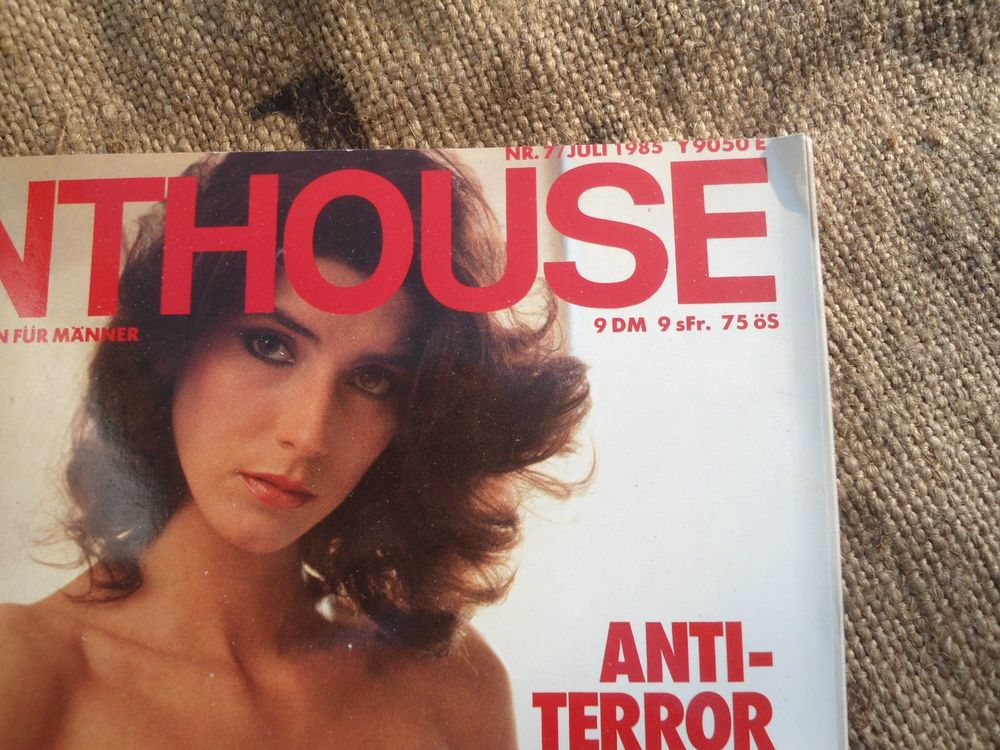 NR. 7/JULI 1985 Y 9050 E
NTHOUSE
N FÜR MÄNNER
9 DM 9 sFr. 75 öS
ANTI-
TERROR